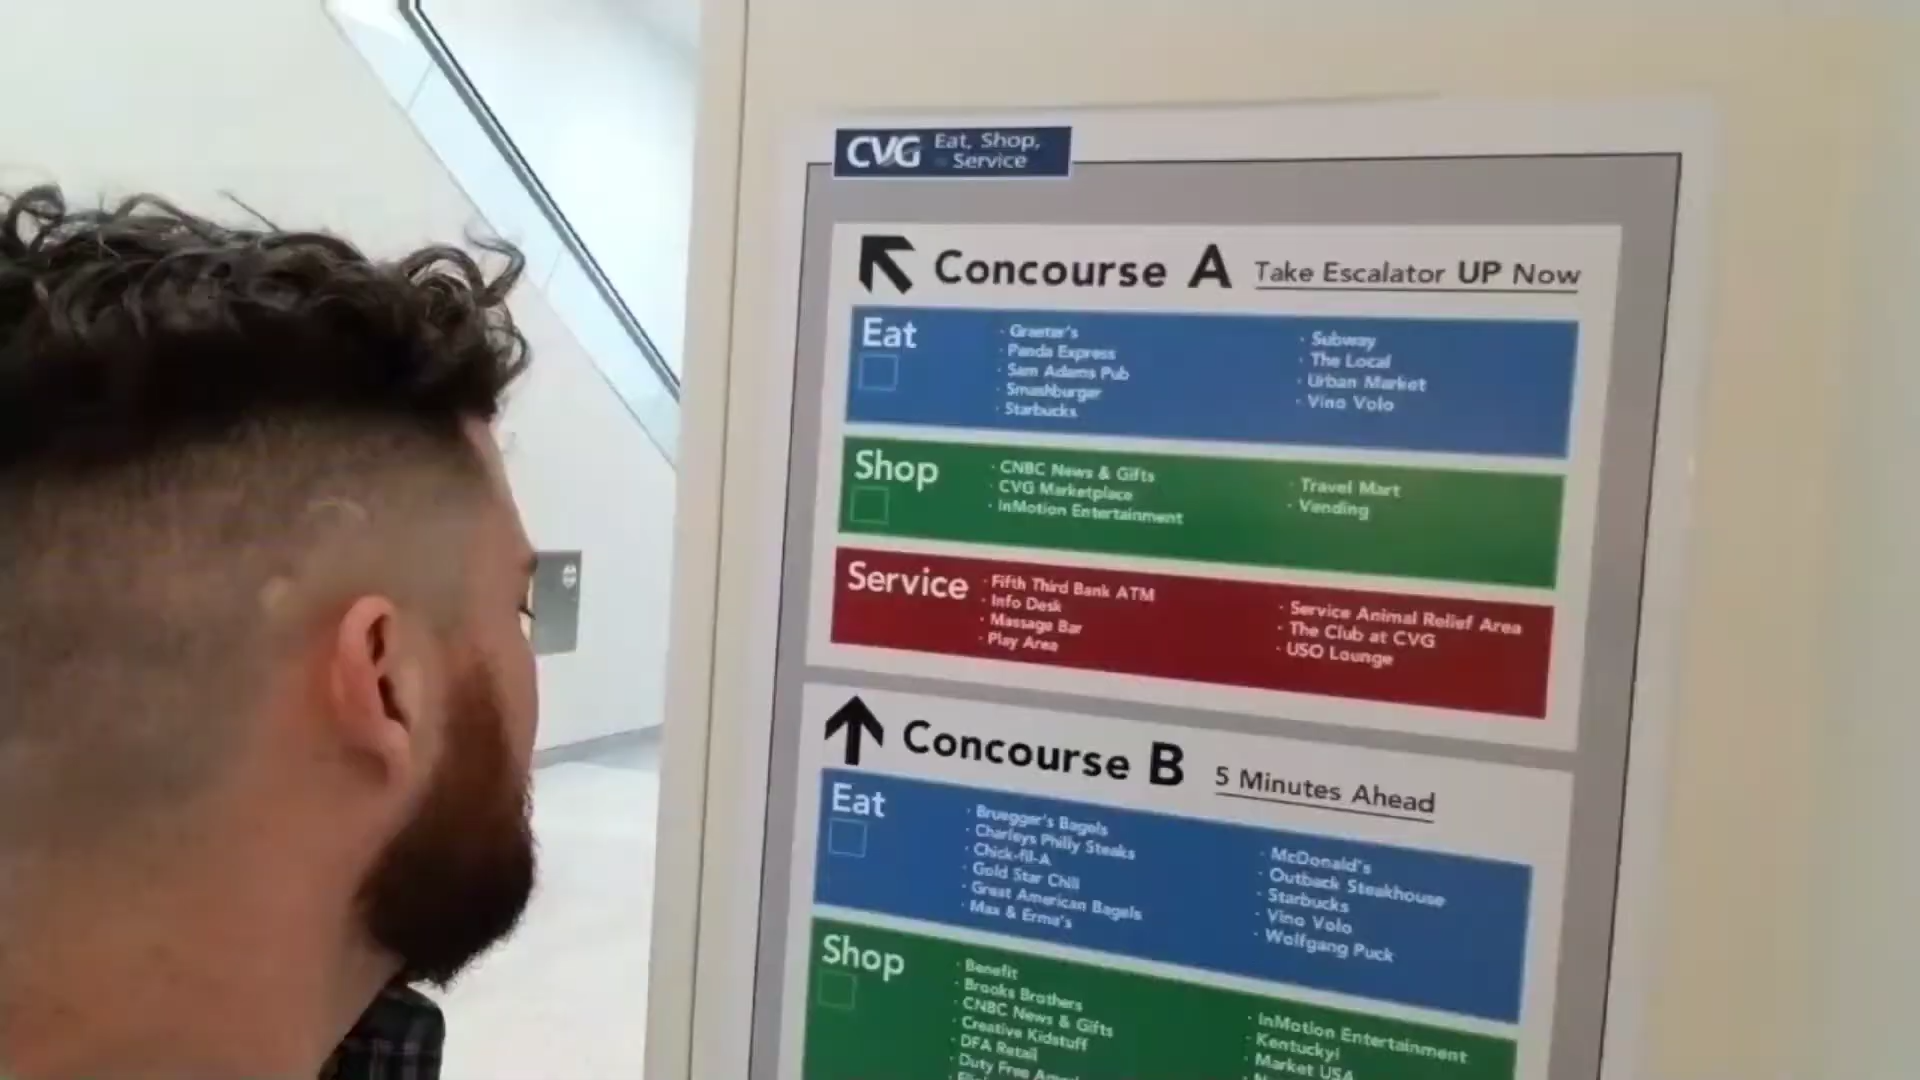 CVG Eat, Shop,
Service
Concourse A Take Escalator UP Now
Eat
· Graeter's
· Panda Express
· Sam Adams Pub
· Smashburger
· Starbucks
· Subway
· The Local
· Urban Market
· Vino Volo
Shop
· CNBC News & Gifts
· CVG Marketplace
· InMotion Entertainment
· Travel Mart
· Vending
Service
· Fifth Third Bank ATM
· Info Desk
· Massage Bar
· Play Area
· Service Animal Relief Area
· The Club at CVG
· USO Lounge
Concourse B 5 Minutes Ahead
Eat
· Bruegger's Bagels
· Charleys Philly Steaks
· Chick-fil-A
· Gold Star Chili
· Great American Bagels
· Max & Erma's
· McDonald's
· Outback Steakhouse
· Starbucks
· Vino Volo
· Wolfgang Puck
Shop
· Benefit
· Brooks Brothers
· CNBC News & Gifts
· Creative Kidstuff
· DFA Retail
· Duty Free
· InMotion Entertainment
· Kentucky!
· Market USA